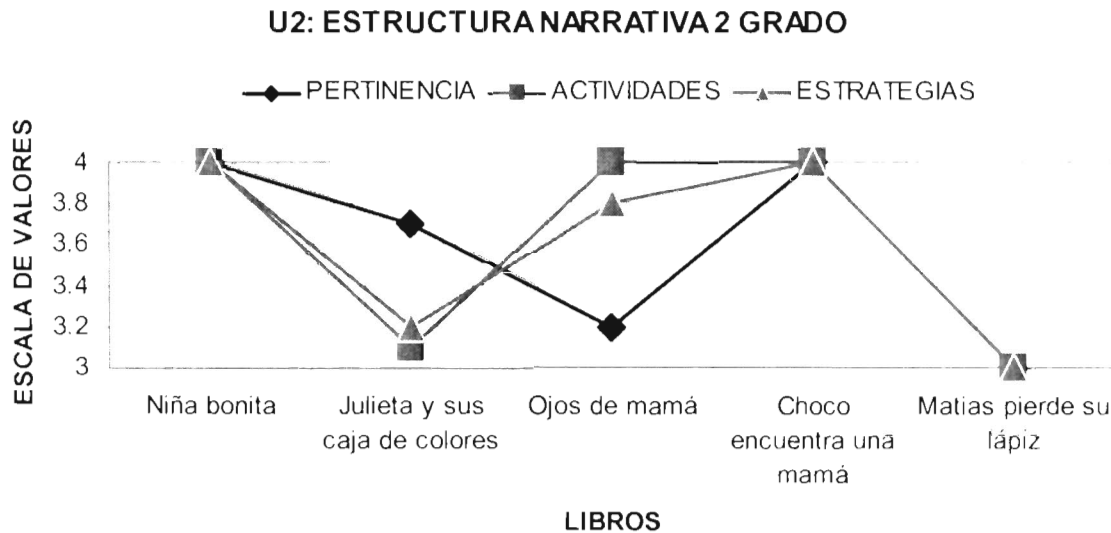 U2: ESTRUCTURA NARRATIVA 2 GRADO
PERTINENCIA ACTIVIDADES ESTRATEGIAS
ESCALA DE VALORES
4
3.8
3.6
3.4
3.2
3
Niña bonita
Julieta y sus
caja de colores
Ojos de mamá
Choco
encuentra una
mamá
Matias pierde su
lápiz
LIBROS